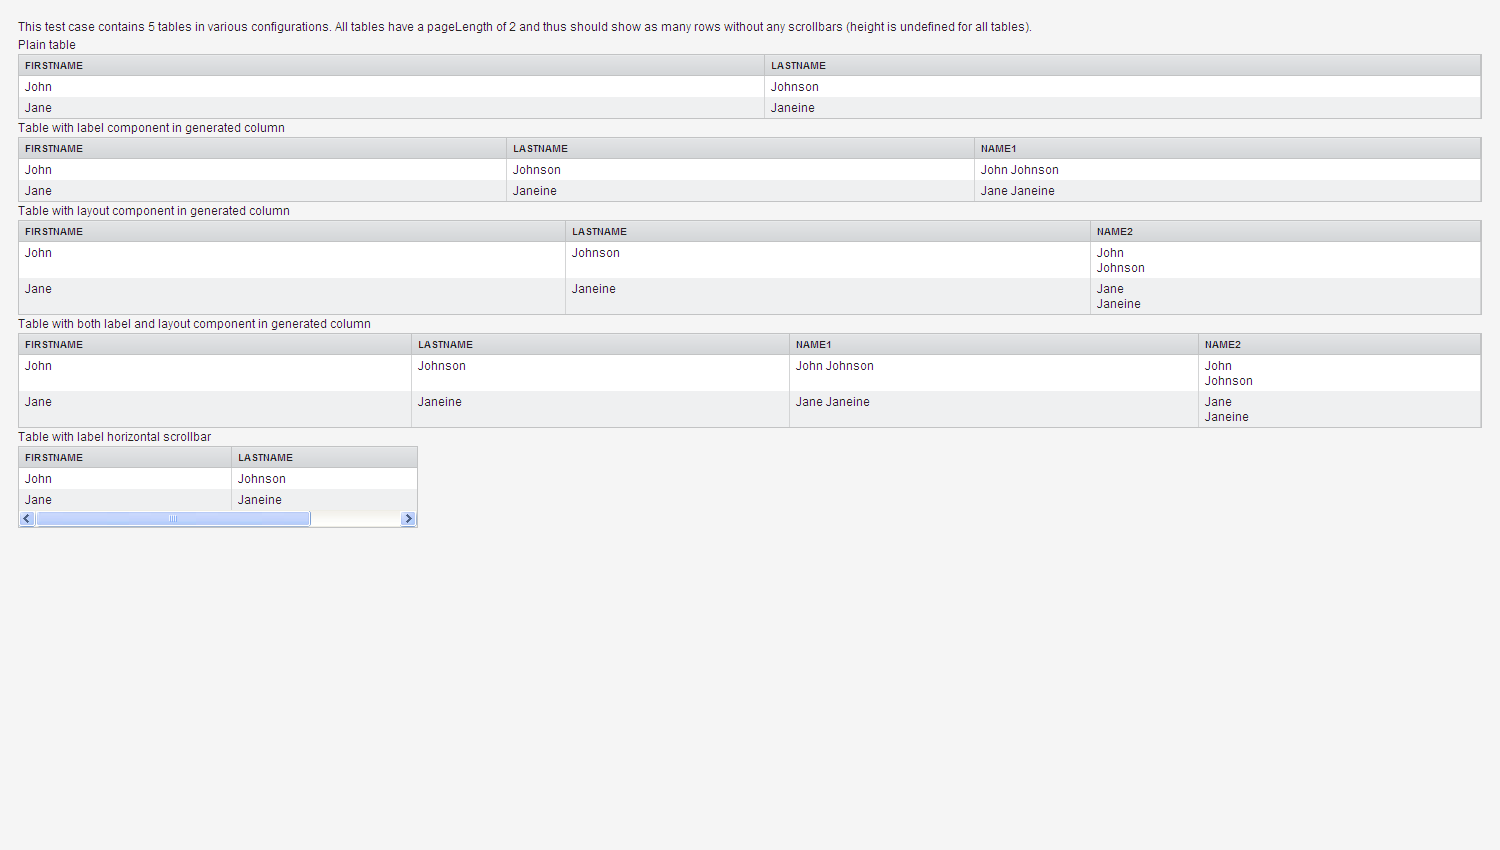 This test case contains 5 tables in various configurations. All tables have a pageLength of 2 and thus should show as many rows without any scrollbars (height is undefined for all tables).
Plain table
FIRSTNAME LASTNAME
John Johnson
Jane Janeine
Table with label component in generated column
FIRSTNAME LASTNAME NAME1
John Johnson John Johnson
Jane Janeine Jane Janeine
Table with layout component in generated column
FIRSTNAME LASTNAME NAME2
John Johnson John
Johnson
Jane Janeine Jane
Janeine
Table with both label and layout component in generated column
FIRSTNAME LASTNAME NAME1 NAME2
John Johnson John Johnson John
Johnson
Jane Janeine Jane Janeine Jane
Janeine
Table with label horizontal scrollbar
FIRSTNAME LASTNAME
John Johnson
Jane Janeine